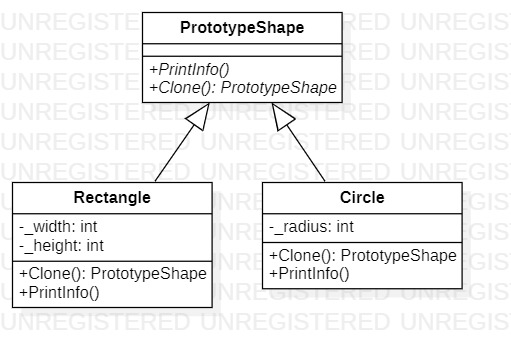 PrototypeShape
+PrintInfo()
+Clone(): PrototypeShape
Rectangle
-_width: int
-_height: int
+Clone(): PrototypeShape
+PrintInfo()
Circle
-_radius: int
+Clone(): PrototypeShape
+PrintInfo()
UNREGISTERED UNREGISTERED UNREGIS